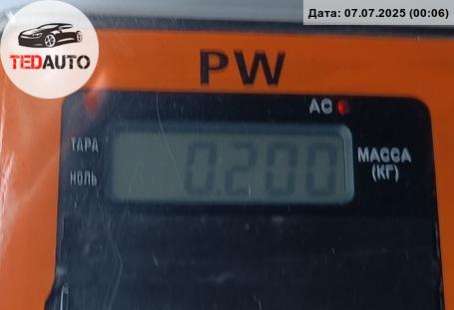 Дата: 07.07.2025 (00:06)
TEDAUTO
PW
AC
ТАРА
НОЛЬ
0.200
МАССА
(КГ)